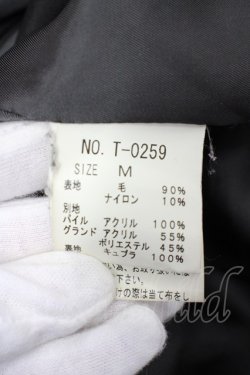 NO. T-0259
SIZE M
表地 毛 90%
ナイロン 10%
別地
パイル アクリル 100%
グランド アクリル 55%
ポリエステル 45%
裏地 キュプラ 100%